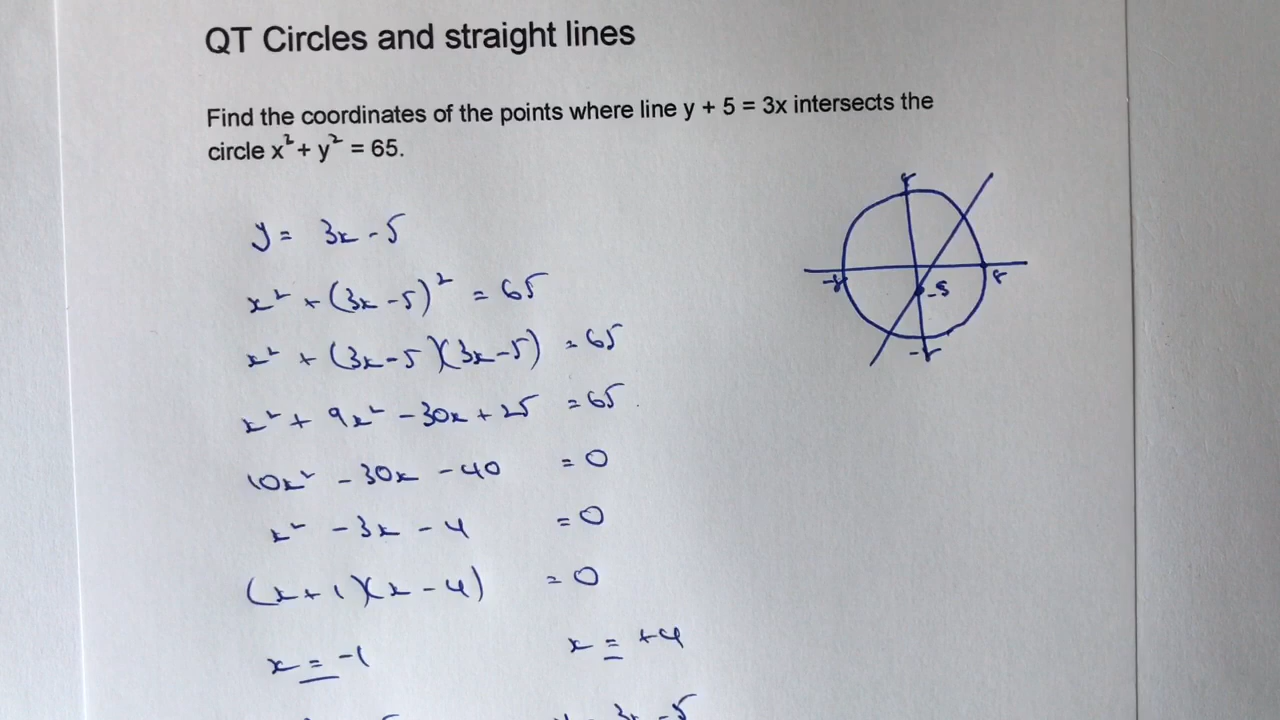 QT Circles and straight lines
Find the coordinates of the points where line y + 5 = 3x intersects the
circle x² + y² = 65.
y = 3x - 5
x² + (3x - 5)² = 65
x² + (3x - 5)(3x - 5) = 65
x² + 9x² - 30x + 25 = 65
10x² - 30x - 40 = 0
x² - 3x - 4 = 0
(x + 1)(x - 4) = 0
x = -1 x = +4
3x - 5
8
-8 8
-5
-8